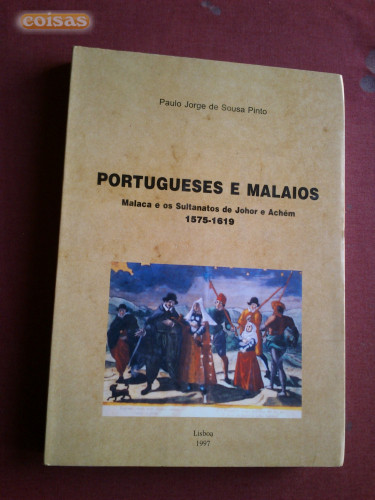 coisas
Paulo Jorge de Sousa Pinto
PORTUGUESES E MALAIOS
Malaca e os Sultanatos de Johor e Achém
1575-1619
Lisboa
1997